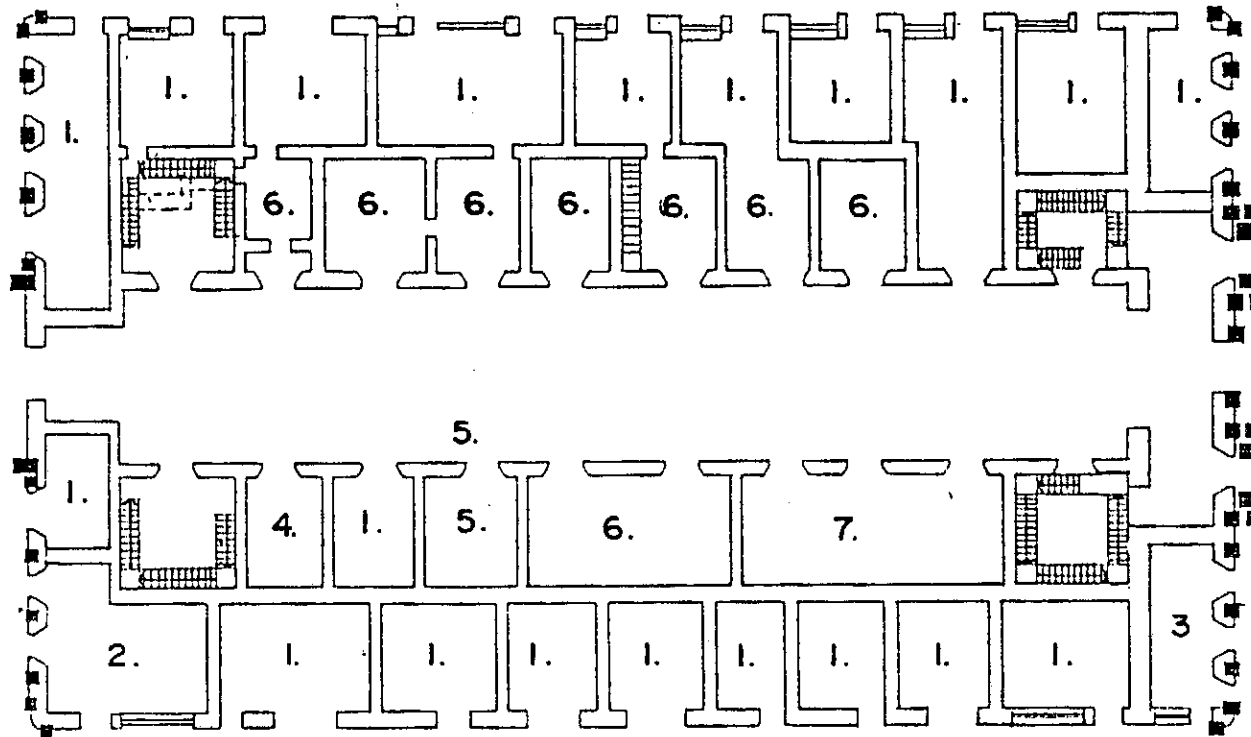 1. 1. 1. 1. 1. 1. 1. 1. 1. 1.
6. 6. 6. 6. 6. 6. 6.
5.
1. 4. 1. 5. 6. 7.
2. 1. 1. 1. 1. 1. 1. 1. 1. 3